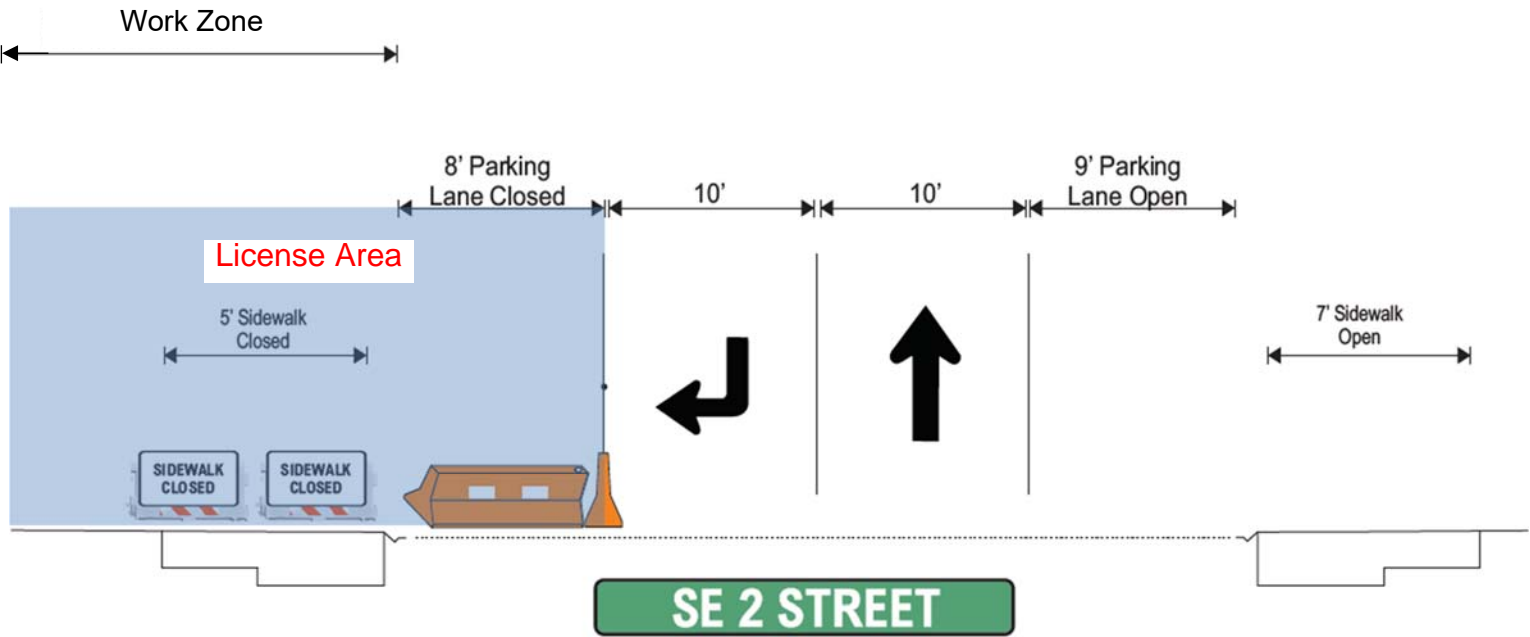 Work Zone
8’ Parking
Lane Closed
10’
10’
9’ Parking
Lane Open
License Area
5’ Sidewalk
Closed
7’ Sidewalk
Open
SIDEWALK
CLOSED
SIDEWALK
CLOSED
SE 2 STREET